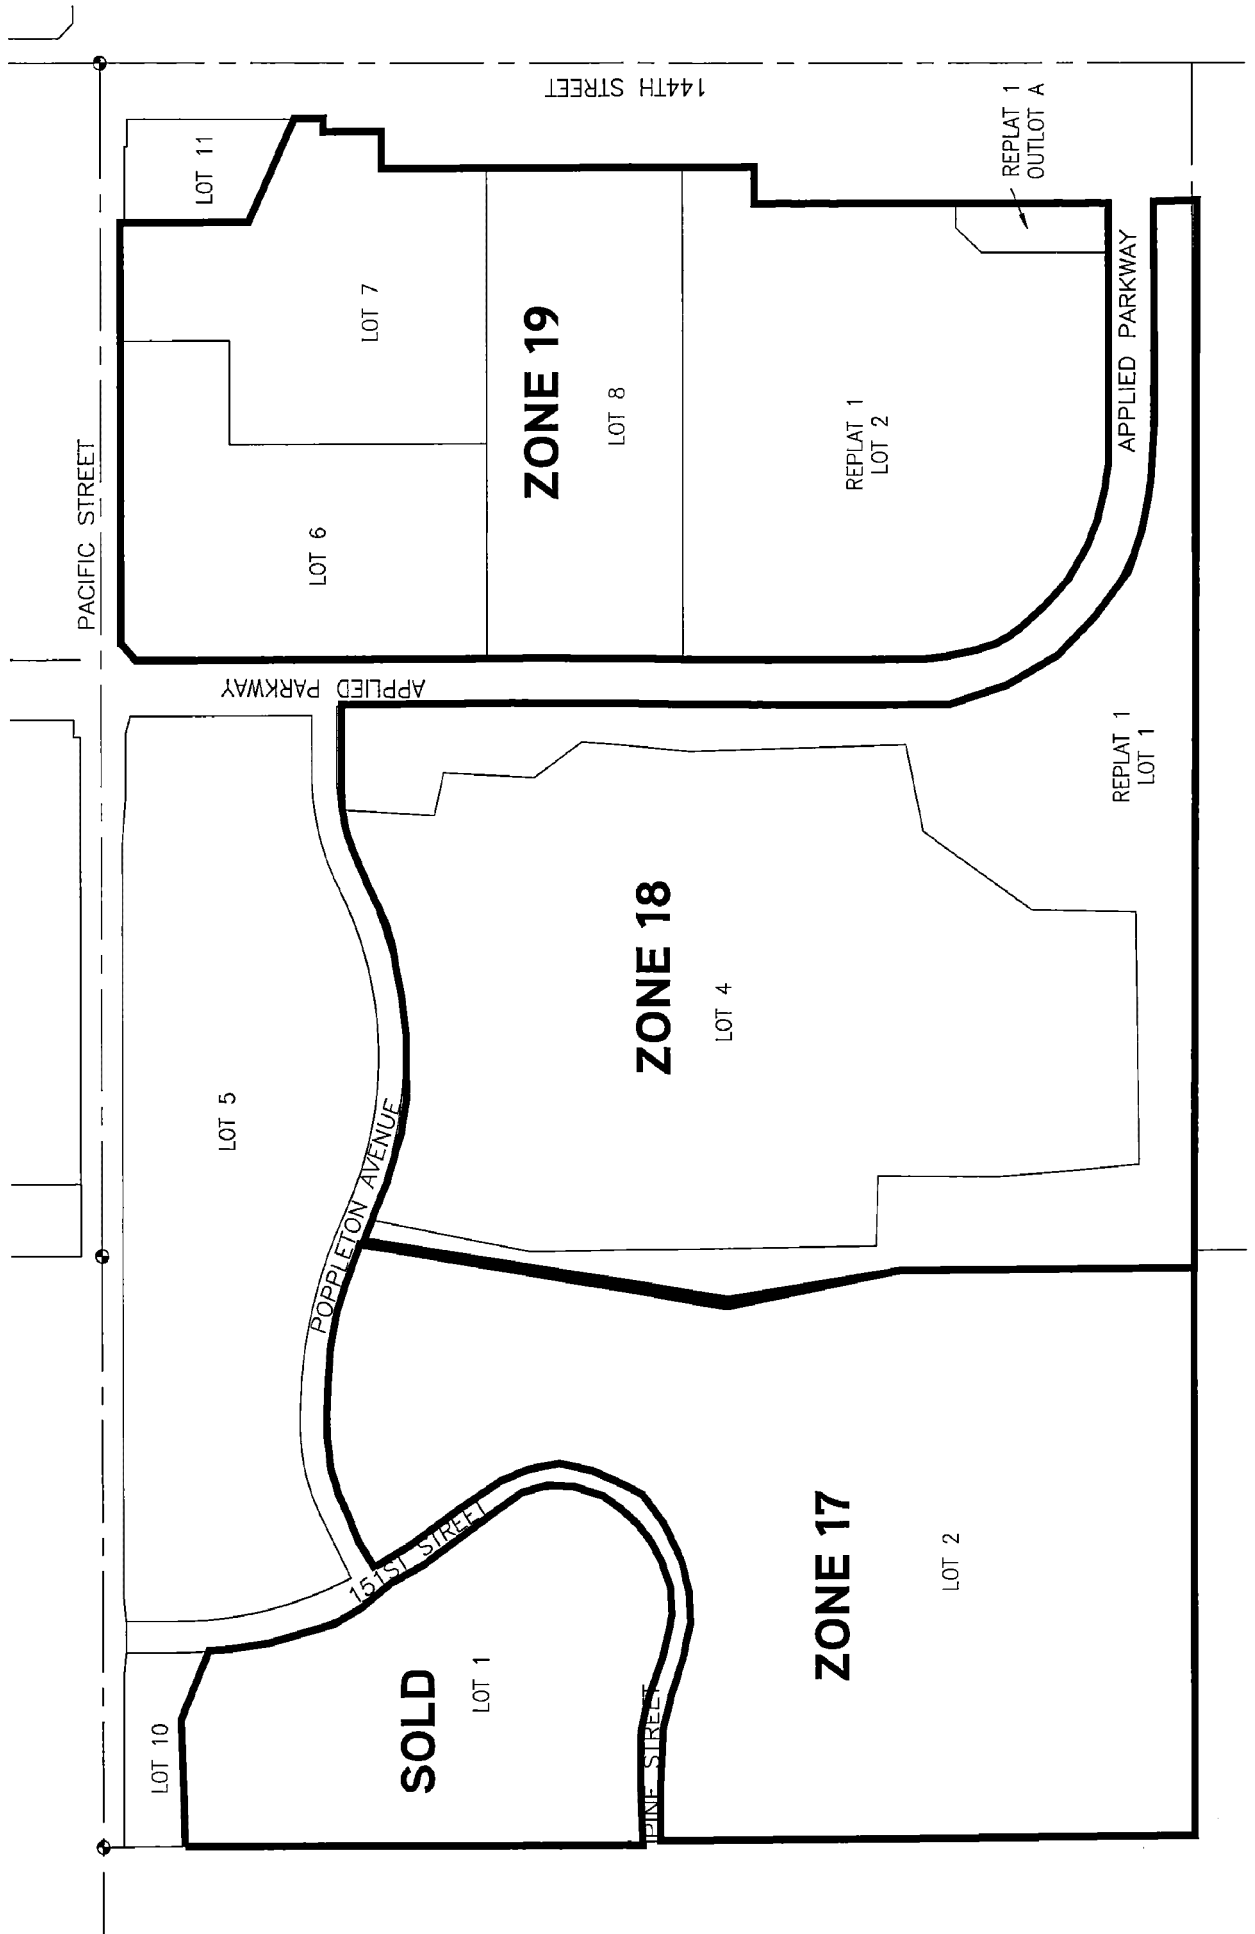 PACIFIC STREET
144TH STREET
LOT 11
REPLAT 1
OUTLOT A
LOT 7
ZONE 19
LOT 6
LOT 8
REPLAT 1
LOT 2
APPLIED PARKWAY
APPLIED PARKWAY
REPLAT 1
LOT 1
LOT 5
ZONE 18
LOT 4
POPPLETON AVENUE
151ST STREET
LOT 10
SOLD
LOT 1
PINE STREET
ZONE 17
LOT 2